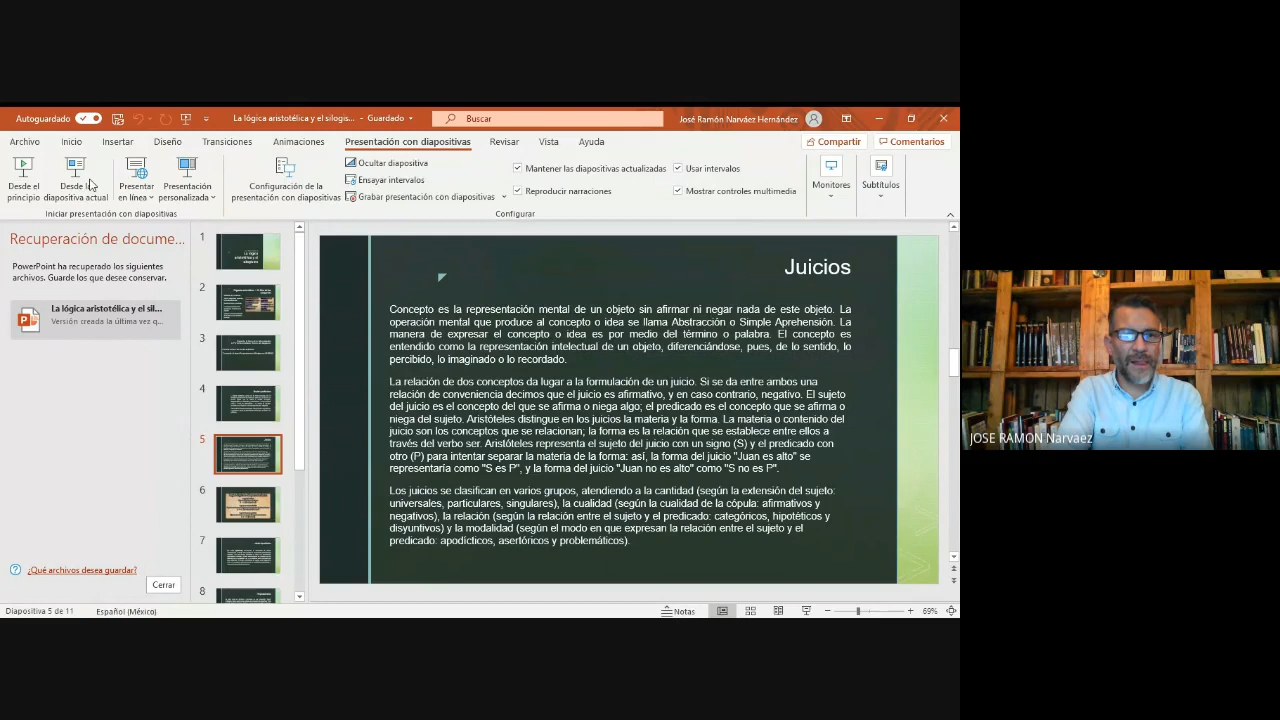 Autoguardado
La lógica aristotélica y el silogis... - Guardado
Buscar
José Ramón Narváez Hernández
Archivo Inicio Insertar Diseño Transiciones Animaciones Presentación con diapositivas Revisar Vista Ayuda
Compartir
Comentarios
Desde el
principio
diapositiva actual
Presentar
en línea
Presentación
personalizada
Iniciar presentación con diapositivas
Configuración de la
presentación con diapositivas
Ocultar diapositiva
Ensayar intervalos
Grabar presentación con diapositivas
Mantener las diapositivas actualizadas
Reproducir narraciones
Usar intervalos
Mostrar controles multimedia
Configurar
Monitores
Subtítulos
Recuperación de docume...
PowerPoint ha recuperado los siguientes
archivos. Guarde los que desee conservar.
La lógica aristotélica y el sil...
Versión creada la última vez q...
¿Qué archivos desea guardar?
Cerrar
1
2
3
4
5
6
7
8
Juicios
Concepto es la representación mental de un objeto sin afirmar ni negar nada de este objeto. La
operación mental que produce al concepto o idea se llama Abstracción o Simple Aprehensión. La
manera de expresar el concepto o idea es por medio del término o palabra. El concepto es
entendido como la representación intelectual de un objeto, diferenciándose, pues, de lo sentido, lo
percibido, lo imaginado o lo recordado.
La relación de dos conceptos da lugar a la formulación de un juicio. Si se da entre ambos una
relación de conveniencia decimos que el juicio es afirmativo, y en caso contrario, negativo. El sujeto
del juicio es el concepto del que se afirma o niega algo; el predicado es el concepto que se afirma o
niega del sujeto. Aristóteles distingue en los juicios la materia y la forma. La materia o contenido del
juicio son los conceptos que se relacionan; la forma es la relación que se establece entre ellos a
través del verbo ser. Aristóteles representa el sujeto del juicio con un signo (S) y el predicado con
otro (P) para intentar separar la materia de la forma: así, la forma del juicio "Juan es alto" se
representaría como "S es P", y la forma del juicio "Juan no es alto" como "S no es P".
Los juicios se clasifican en varios grupos, atendiendo a la cantidad (según la extensión del sujeto:
universales, particulares, singulares), la cualidad (según la cualidad de la cópula: afirmativos y
negativos), la relación (según la relación entre el sujeto y el predicado: categóricos, hipotéticos y
disyuntivos) y la modalidad (según el modo en que expresan la relación entre el sujeto y el
predicado: apodícticos, asertóricos y problemáticos).
JOSE RAMON Narvaez
Diapositiva 5 de 11
Español (México)
Notas
69%